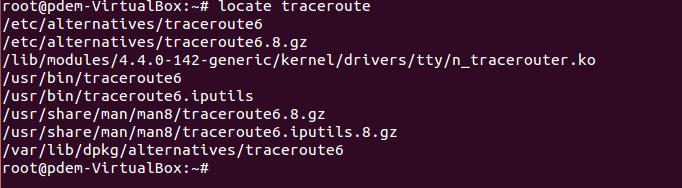 root@pdem-VirtualBox:~# locate traceroute
/etc/alternatives/traceroute6
/etc/alternatives/traceroute6.8.gz
/lib/modules/4.4.0-142-generic/kernel/drivers/tty/n_tracerouter.ko
/usr/bin/traceroute6
/usr/bin/traceroute6.iputils
/usr/share/man/man8/traceroute6.8.gz
/usr/share/man/man8/traceroute6.iputils.8.gz
/var/lib/dpkg/alternatives/traceroute6
root@pdem-VirtualBox:~#